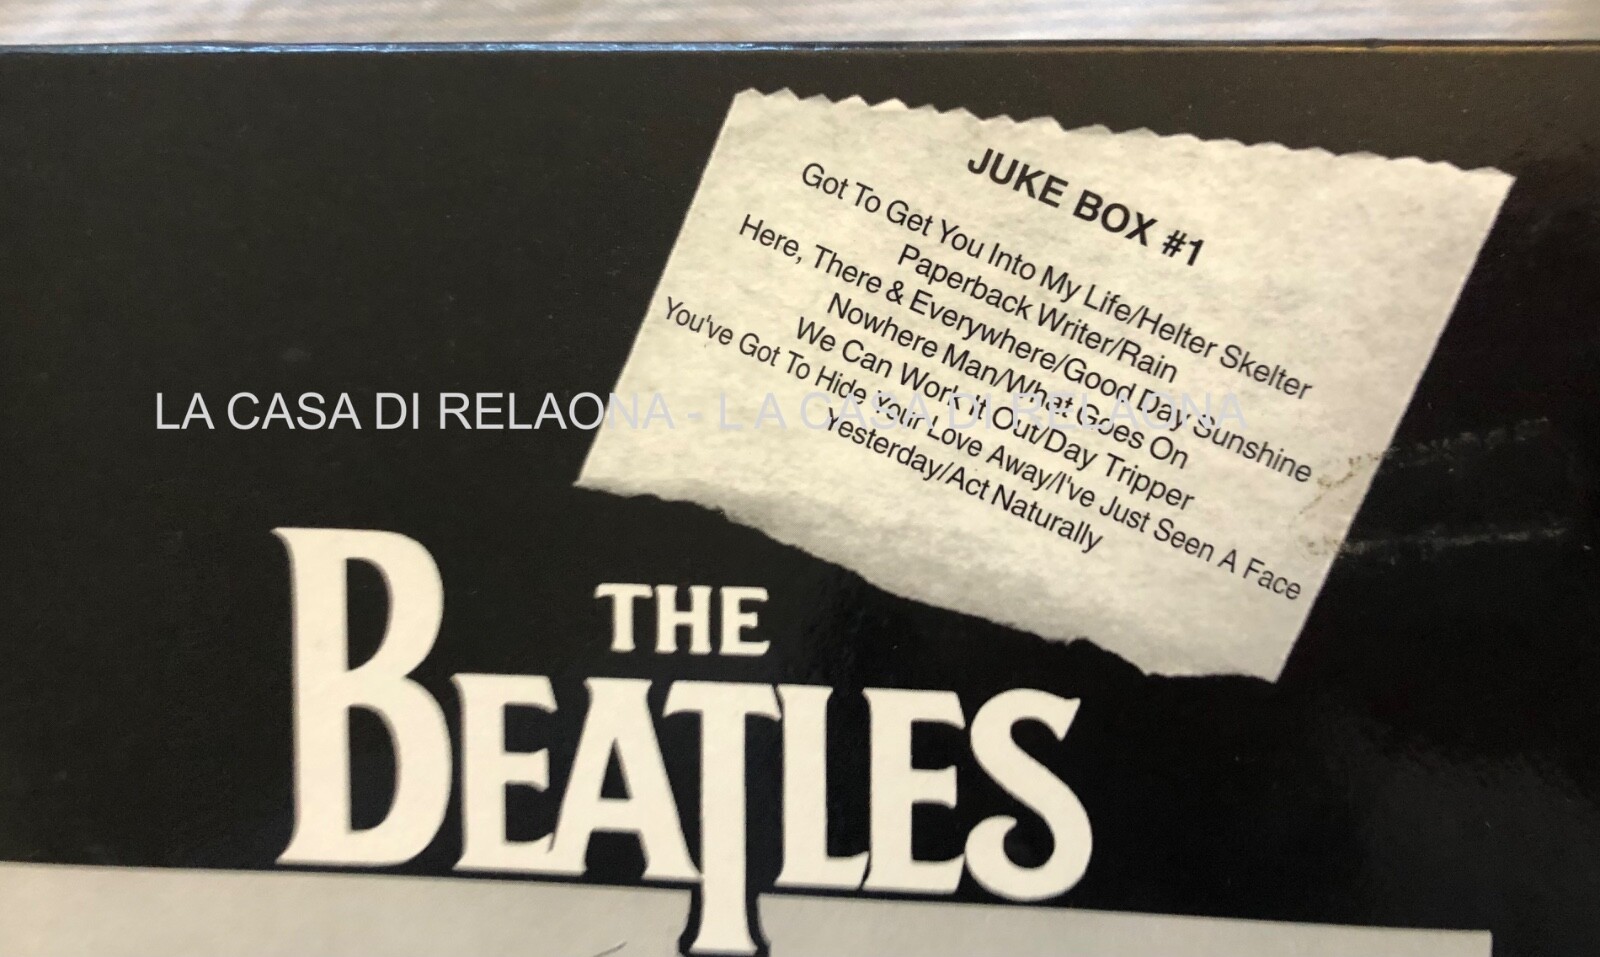 JUKE BOX #1
Got To Get You Into My Life/Helter Skelter
Paperback Writer/Rain
Here, There & Everywhere/Good Day Sunshine
Nowhere Man/What Goes On
We Can Work It Out/Day Tripper
You've Got To Hide Your Love Away/I've Just Seen A Face
Yesterday/Act Naturally
LA CASA DI RELAONA - LA CASA DI RELAONA
THE
BEATLES